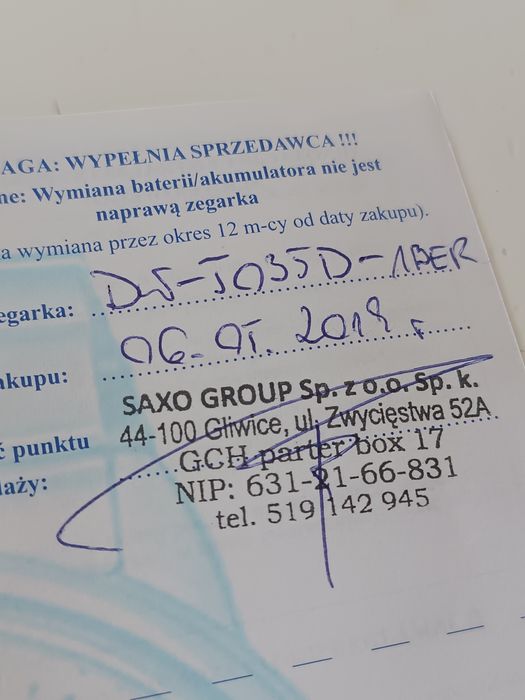 AGA: WYPEŁNIA SPRZEDAWCA !!!
ne: Wymiana baterii/akumulatora nie jest
naprawą zegarka
a wymiana przez okres 12 m-cy od daty zakupu).
egarka: DW-5035D-1BER
akupu: 06. 01. 2019 r.
SAXO GROUP Sp. z o.o. Sp. k.
ć punktu 44-100 Gliwice, ul. Zwycięstwa 52A
GCH parter box 17
daży: NIP: 631-21-66-831
tel. 519 142 945